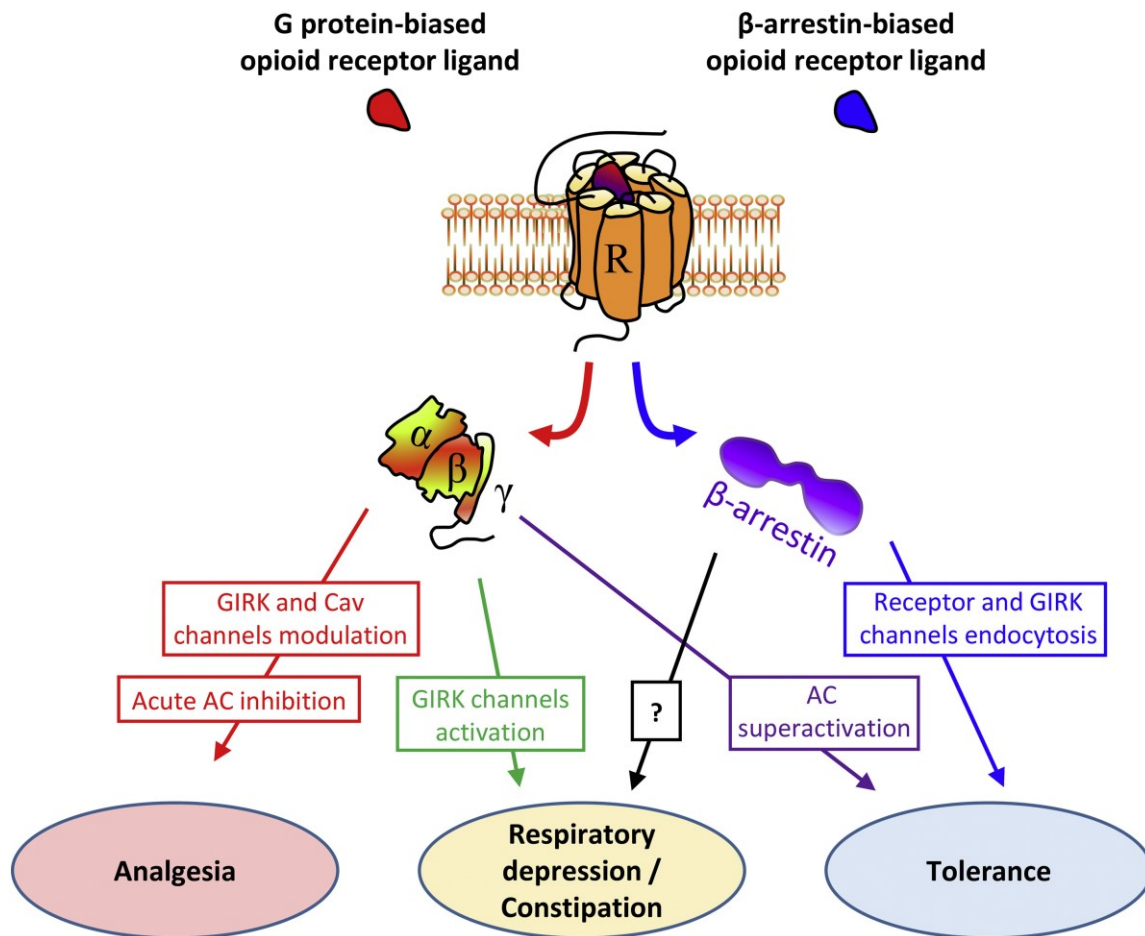 G protein-biased
opioid receptor ligand
β-arrestin-biased
opioid receptor ligand
R
α
β
γ
β-arrestin
GIRK and Cav
channels modulation
Acute AC inhibition
GIRK channels
activation
?
AC
superactivation
Receptor and GIRK
channels endocytosis
Analgesia
Respiratory
depression /
Constipation
Tolerance